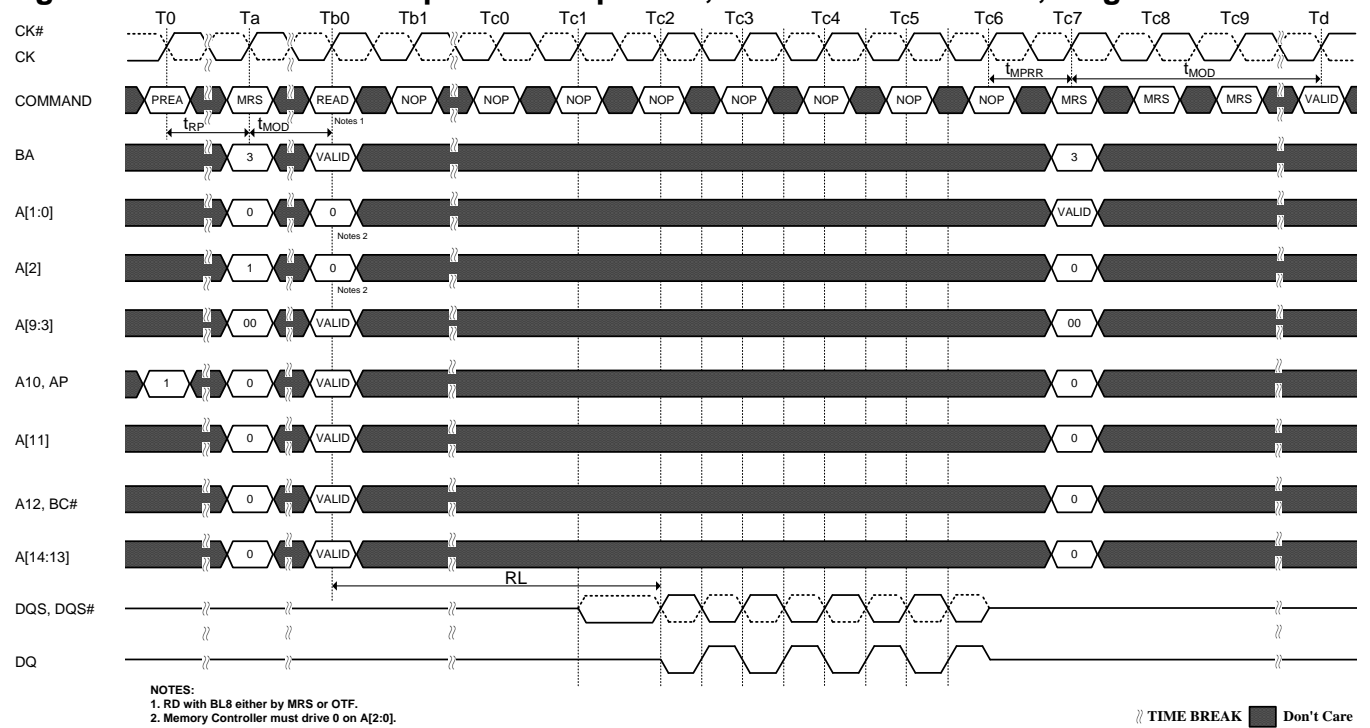 T0 Ta Tb0 Tb1 Tc0 Tc1 Tc2 Tc3 Tc4 Tc5 Tc6 Tc7 Tc8 Tc9 Td
CK#
CK
tMPRR tMOD
COMMAND PREA MRS READ NOP NOP NOP NOP NOP NOP NOP NOP MRS MRS MRS VALID
tRP tMOD Notes 1
BA 3 VALID 3
A[1:0] 0 0 VALID
Notes 2
A[2] 1 0 0
Notes 2
A[9:3] 00 VALID 00
A10, AP 1 0 VALID 0
A[11] 0 VALID 0
A12, BC# 0 VALID 0
A[14:13] 0 VALID 0
RL
DQS, DQS#
DQ
NOTES:
1. RD with BL8 either by MRS or OTF.
2. Memory Controller must drive 0 on A[2:0].
TIME BREAK Don't Care